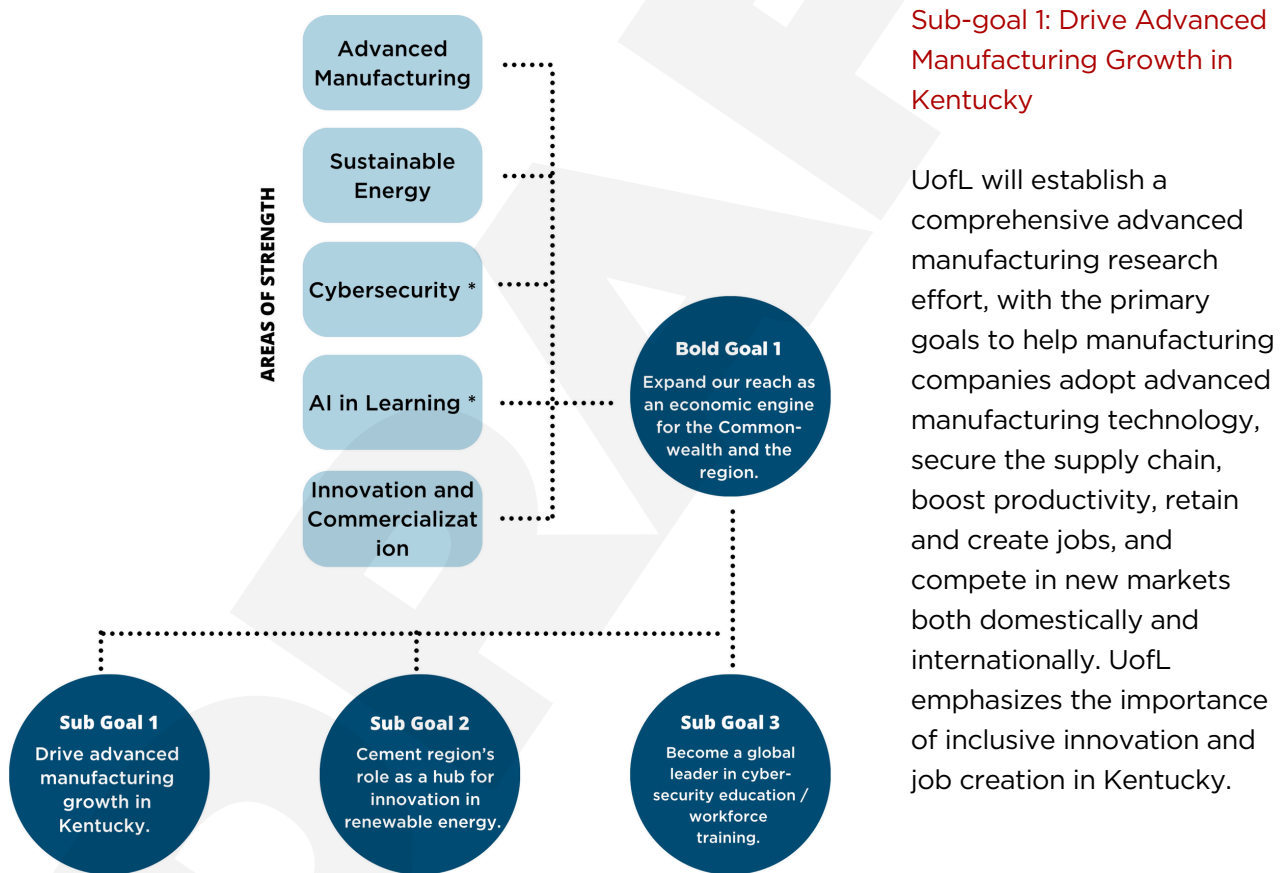 Advanced
Manufacturing
Sustainable
Energy
AREAS OF STRENGTH
Cybersecurity *
AI in Learning *
Innovation and
Commercializat
ion
Bold Goal 1
Expand our reach as
an economic engine
for the Common-
wealth and the
region.
Sub Goal 1
Drive advanced
manufacturing
growth in
Kentucky.
Sub Goal 2
Cement region’s
role as a hub for
innovation in
renewable energy.
Sub Goal 3
Become a global
leader in cyber-
security education /
workforce
training.
Sub-goal 1: Drive Advanced
Manufacturing Growth in
Kentucky
UofL will establish a
comprehensive advanced
manufacturing research
effort, with the primary
goals to help manufacturing
companies adopt advanced
manufacturing technology,
secure the supply chain,
boost productivity, retain
and create jobs, and
compete in new markets
both domestically and
internationally. UofL
emphasizes the importance
of inclusive innovation and
job creation in Kentucky.